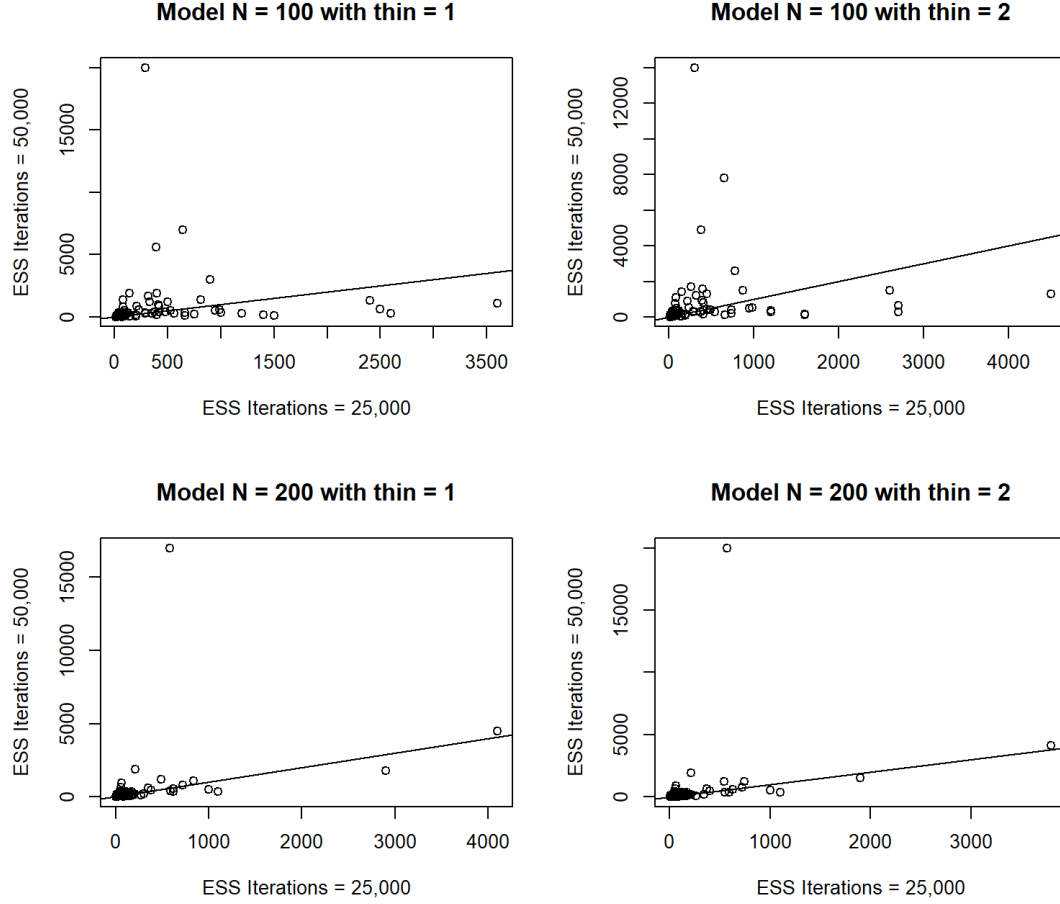 Model N = 100 with thin = 1
ESS Iterations = 50,000
0 5000 15000
0 500 1500 2500 3500
ESS Iterations = 25,000
Model N = 100 with thin = 2
ESS Iterations = 50,000
0 4000 8000 12000
0 1000 2000 3000 4000
ESS Iterations = 25,000
Model N = 200 with thin = 1
ESS Iterations = 50,000
0 5000 10000 15000
0 1000 2000 3000 4000
ESS Iterations = 25,000
Model N = 200 with thin = 2
ESS Iterations = 50,000
0 5000 15000
0 1000 2000 3000
ESS Iterations = 25,000